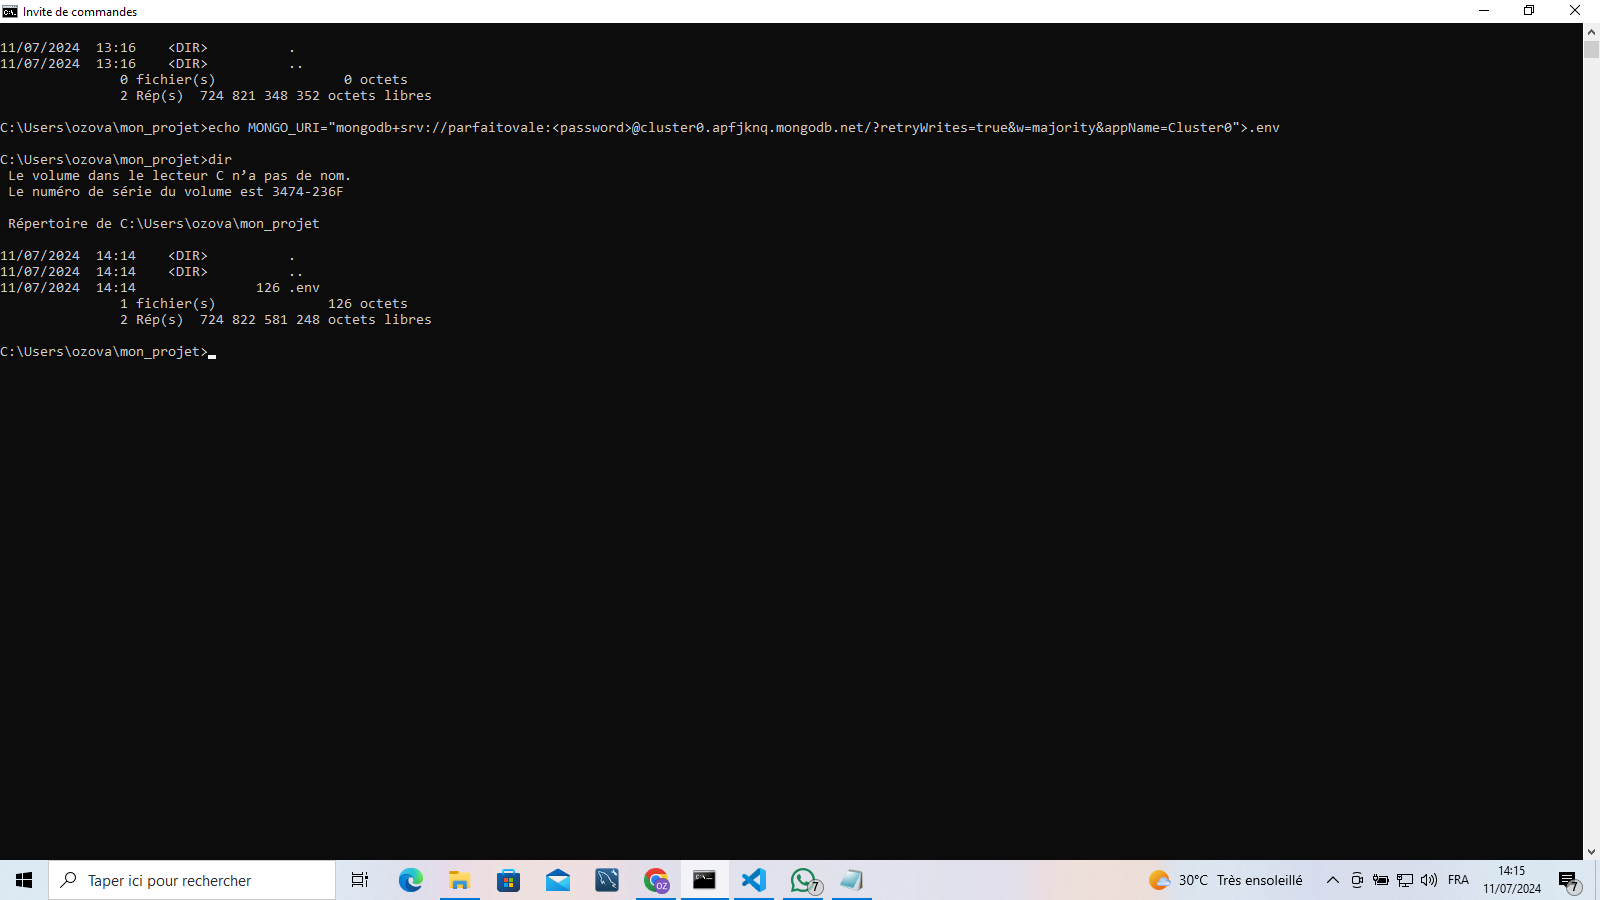 Invite de commandes
11/07/2024  13:16    <DIR>          .
11/07/2024  13:16    <DIR>          ..
               0 fichier(s)                0 octets
               2 Rép(s)  724 821 348 352 octets libres
C:\Users\ozova\mon_projet>echo MONGO_URI="mongodb+srv://parfaitovale:<password>@cluster0.apfjknq.mongodb.net/?retryWrites=true&w=majority&appName=Cluster0">.env
C:\Users\ozova\mon_projet>dir
 Le volume dans le lecteur C n’a pas de nom.
 Le numéro de série du volume est 3474-236F
 Répertoire de C:\Users\ozova\mon_projet
11/07/2024  14:14    <DIR>          .
11/07/2024  14:14    <DIR>          ..
11/07/2024  14:14               126 .env
               1 fichier(s)              126 octets
               2 Rép(s)  724 822 581 248 octets libres
C:\Users\ozova\mon_projet>
Taper ici pour rechercher
OZ
7
30°C Très ensoleillé
FRA
14:15
11/07/2024
7